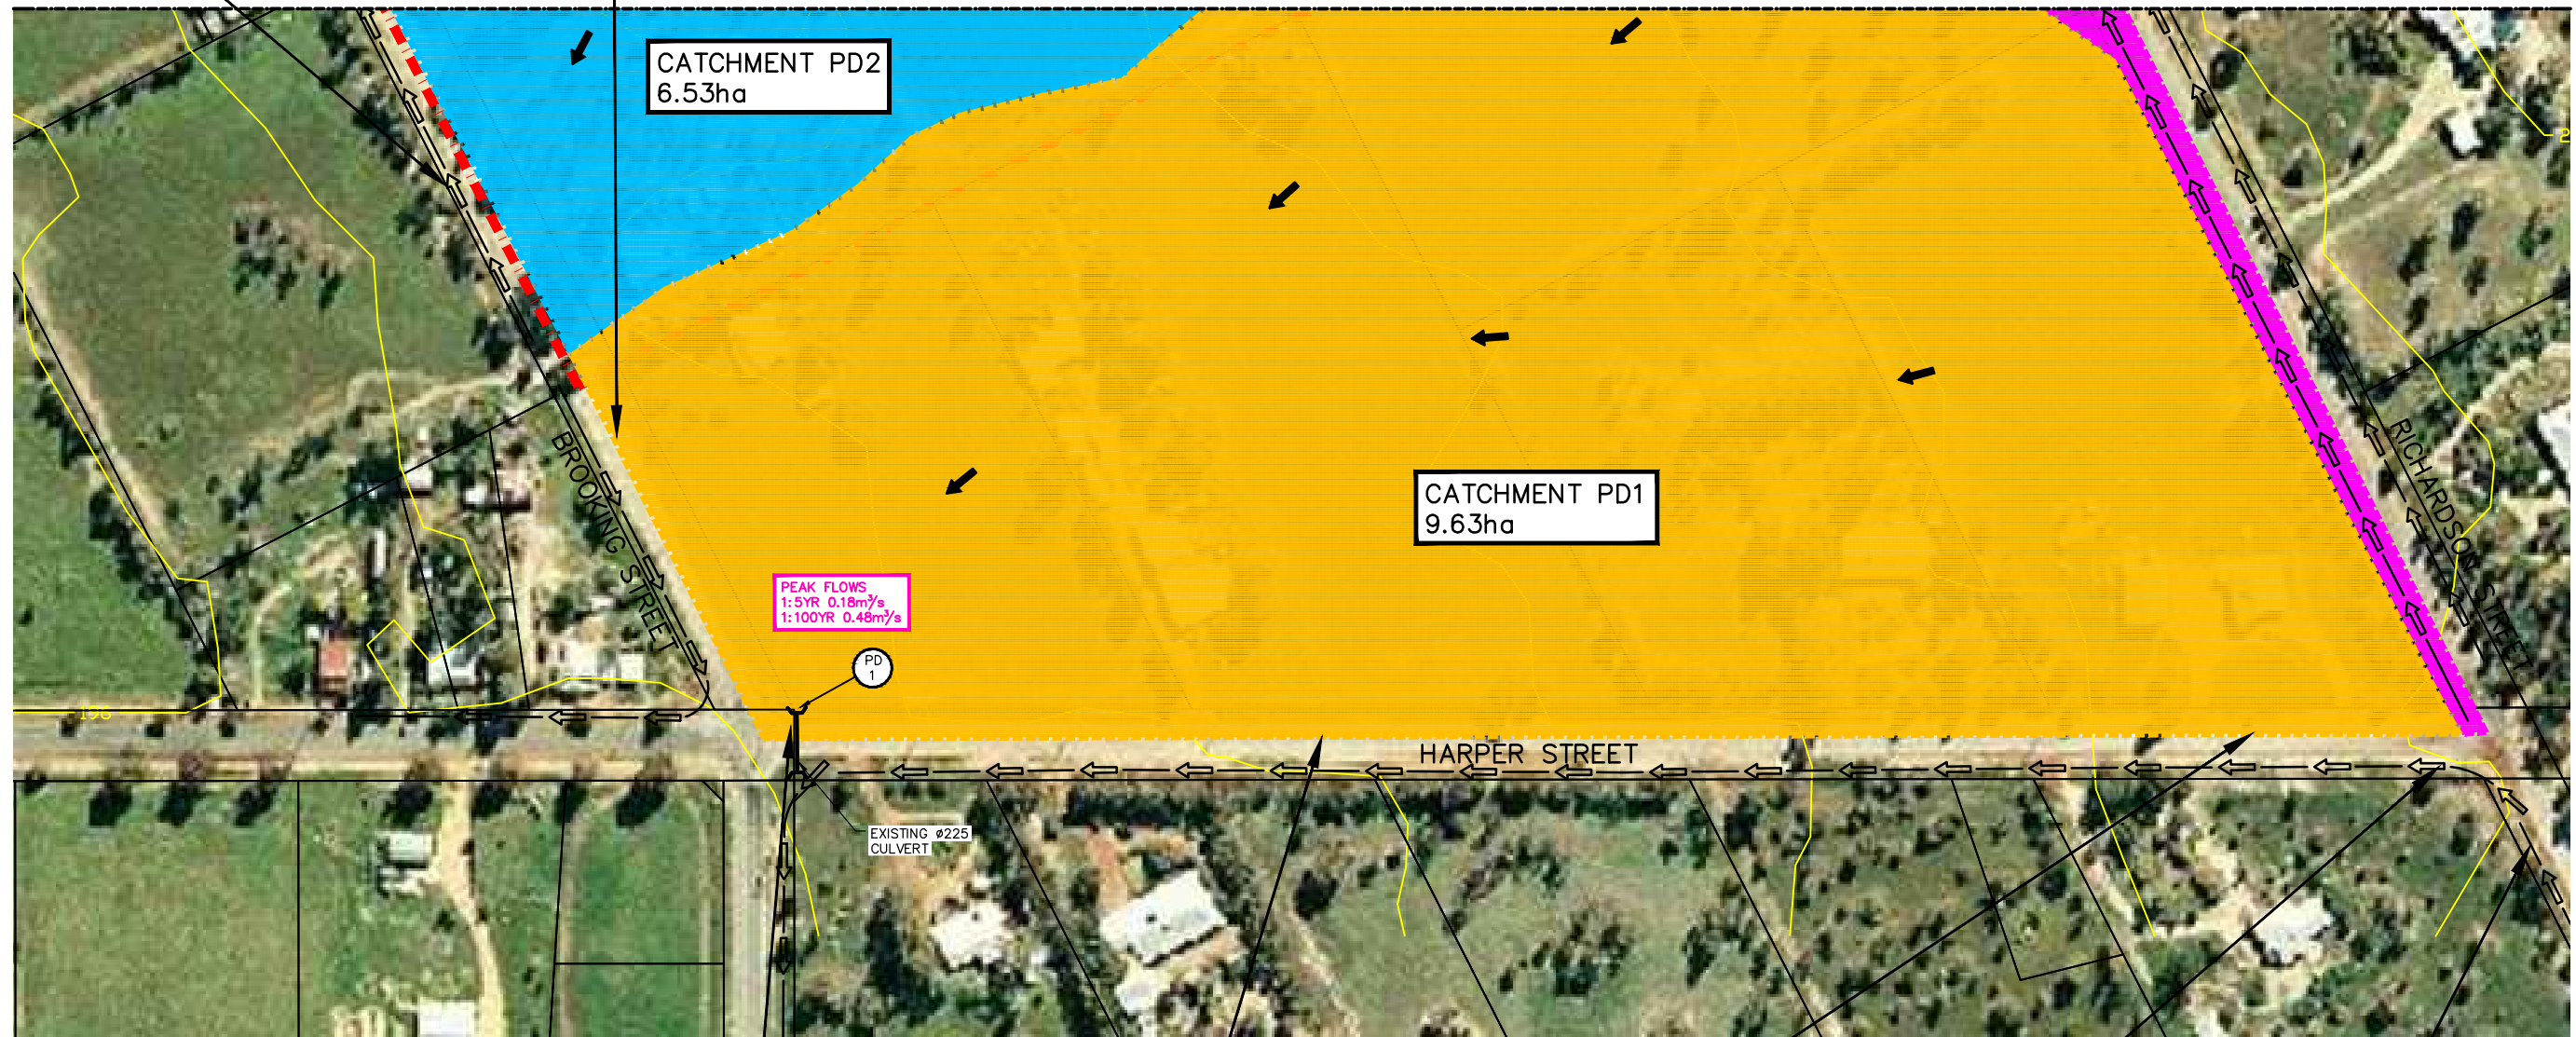 CATCHMENT PD2
6.53ha
CATCHMENT PD1
9.63ha
BROOKING STREET
RICHARDSON STREET
PEAK FLOWS
1:5YR 0.18m³/s
1:100YR 0.48m³/s
PD
1
196
HARPER STREET
EXISTING ø225
CULVERT